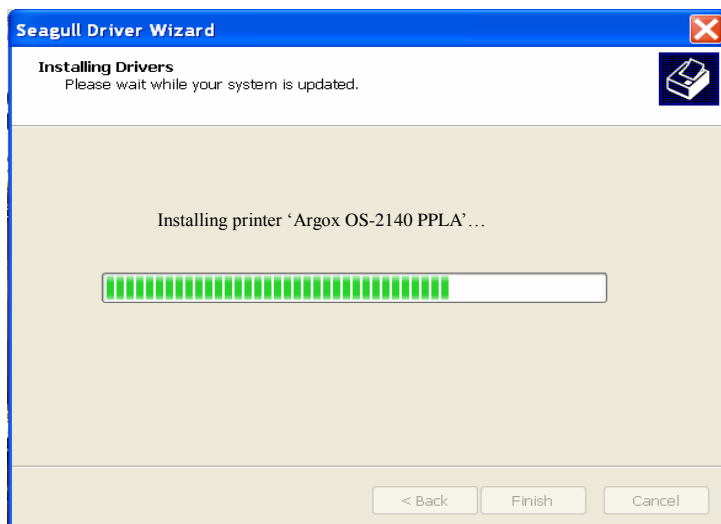 Seagull Driver Wizard
Installing Drivers
Please wait while your system is updated.
Installing printer ‘Argox OS-2140 PPLA’…
< Back
Finish
Cancel